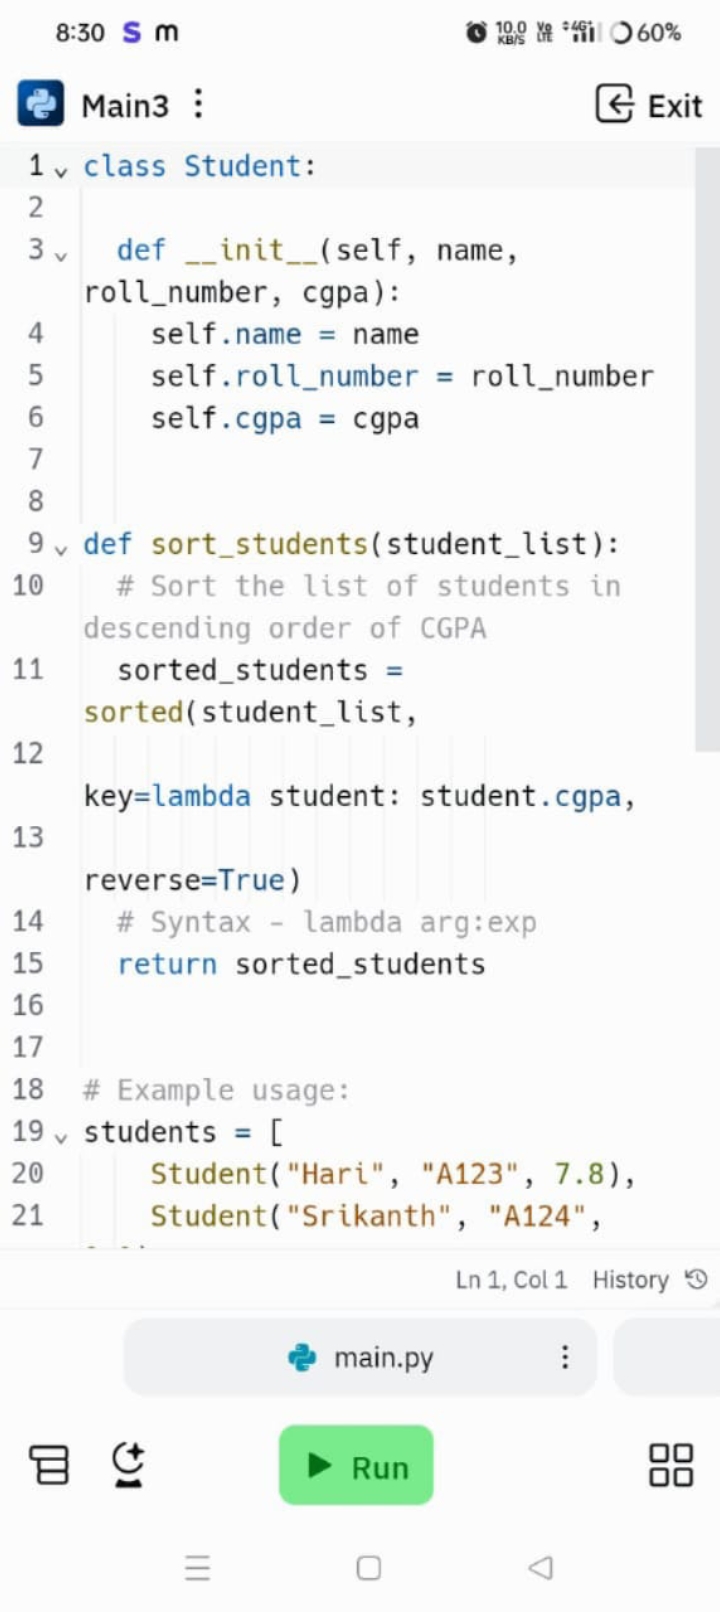 8:30 S m 10.0 KB/S Vo LTE 4G+ 60%
Main3 Exit
1 class Student:
2
3 def __init__(self, name,
roll_number, cgpa):
4 self.name = name
5 self.roll_number = roll_number
6 self.cgpa = cgpa
7
8
9 def sort_students(student_list):
10 # Sort the list of students in
descending order of CGPA
11 sorted_students =
sorted(student_list,
12
key=lambda student: student.cgpa,
13
reverse=True)
14 # Syntax - lambda arg:exp
15 return sorted_students
16
17
18 # Example usage:
19 students = [
20 Student("Hari", "A123", 7.8),
21 Student("Srikanth", "A124",
Ln 1, Col 1 History
main.py
Run